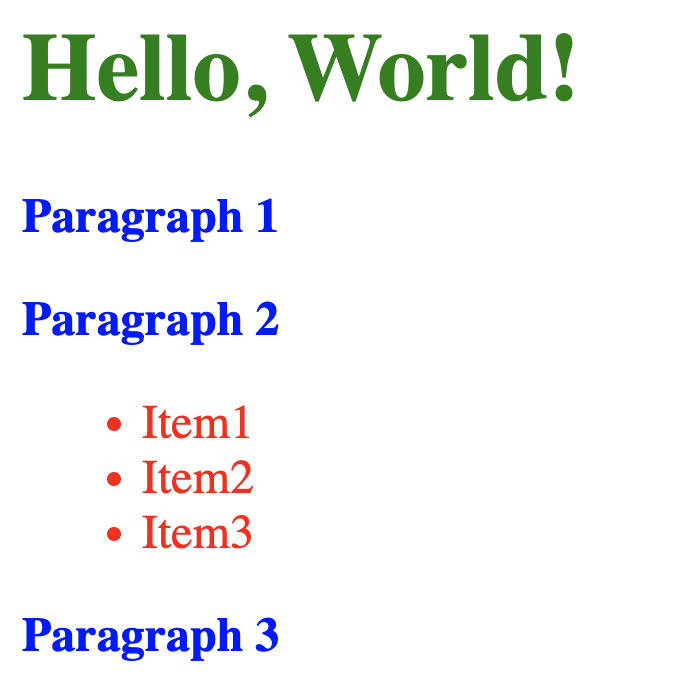 Hello, World!
Paragraph 1
Paragraph 2
• Item1
• Item2
• Item3
Paragraph 3